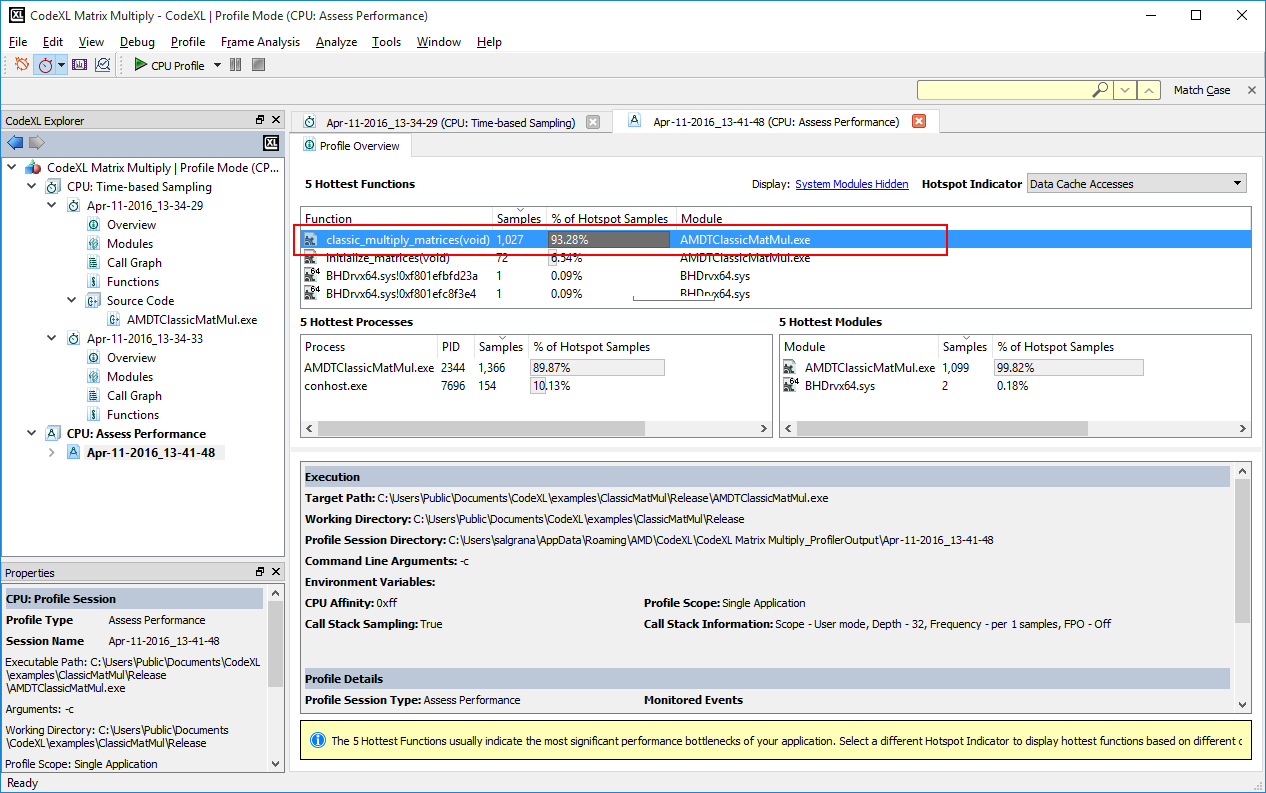 CodeXL Matrix Multiply - CodeXL | Profile Mode (CPU: Assess Performance)
File Edit View Debug Profile Frame Analysis Analyze Tools Window Help
CPU Profile
Match Case
CodeXL Explorer
CodeXL Matrix Multiply | Profile Mode (CP...
CPU: Time-based Sampling
Apr-11-2016_13-34-29
Overview
Modules
Call Graph
Functions
Source Code
AMDTClassicMatMul.exe
Apr-11-2016_13-34-33
Overview
Modules
Call Graph
Functions
CPU: Assess Performance
Apr-11-2016_13-41-48
Properties
CPU: Profile Session
Profile Type Assess Performance
Session Name Apr-11-2016_13-41-48
Executable Path: C:\Users\Public\Documents\CodeXL
\examples\ClassicMatMul\Release
\AMDTClassicMatMul.exe
Arguments: -c
Working Directory: C:\Users\Public\Documents
\CodeXL\examples\ClassicMatMul\Release
Profile Scope: Single Application
Apr-11-2016_13-34-29 (CPU: Time-based Sampling) Apr-11-2016_13-41-48 (CPU: Assess Performance)
Profile Overview
5 Hottest Functions Display: System Modules Hidden Hotspot Indicator Data Cache Accesses
Function Samples % of Hotspot Samples Module
classic_multiply_matrices(void) 1,027 93.28% AMDTClassicMatMul.exe
initialize_matrices(void) 72 6.54% AMDTClassicMatMul.exe
64 BHDrvx64.sys!0xf801efbfd23a 1 0.09% BHDrvx64.sys
64 BHDrvx64.sys!0xf801efc8f3e4 1 0.09% BHDrvx64.sys
5 Hottest Processes
Process PID Samples % of Hotspot Samples
AMDTClassicMatMul.exe 2344 1,366 89.87%
conhost.exe 7696 154 10.13%
5 Hottest Modules
Module Samples % of Hotspot Samples
AMDTClassicMatMul.exe 1,099 99.82%
64 BHDrvx64.sys 2 0.18%
Execution
Target Path: C:\Users\Public\Documents\CodeXL\examples\ClassicMatMul\Release\AMDTClassicMatMul.exe
Working Directory: C:\Users\Public\Documents\CodeXL\examples\ClassicMatMul\Release
Profile Session Directory: C:\Users\salgrana\AppData\Roaming\AMD\CodeXL\CodeXL Matrix Multiply_ProfilerOutput\Apr-11-2016_13-41-48
Command Line Arguments: -c
Environment Variables:
CPU Affinity: 0xff Profile Scope: Single Application
Call Stack Sampling: True Call Stack Information: Scope - User mode, Depth - 32, Frequency - per 1 samples, FPO - Off
Profile Details
Profile Session Type: Assess Performance Monitored Events
The 5 Hottest Functions usually indicate the most significant performance bottlenecks of your application. Select a different Hotspot Indicator to display hottest functions based on different
Ready